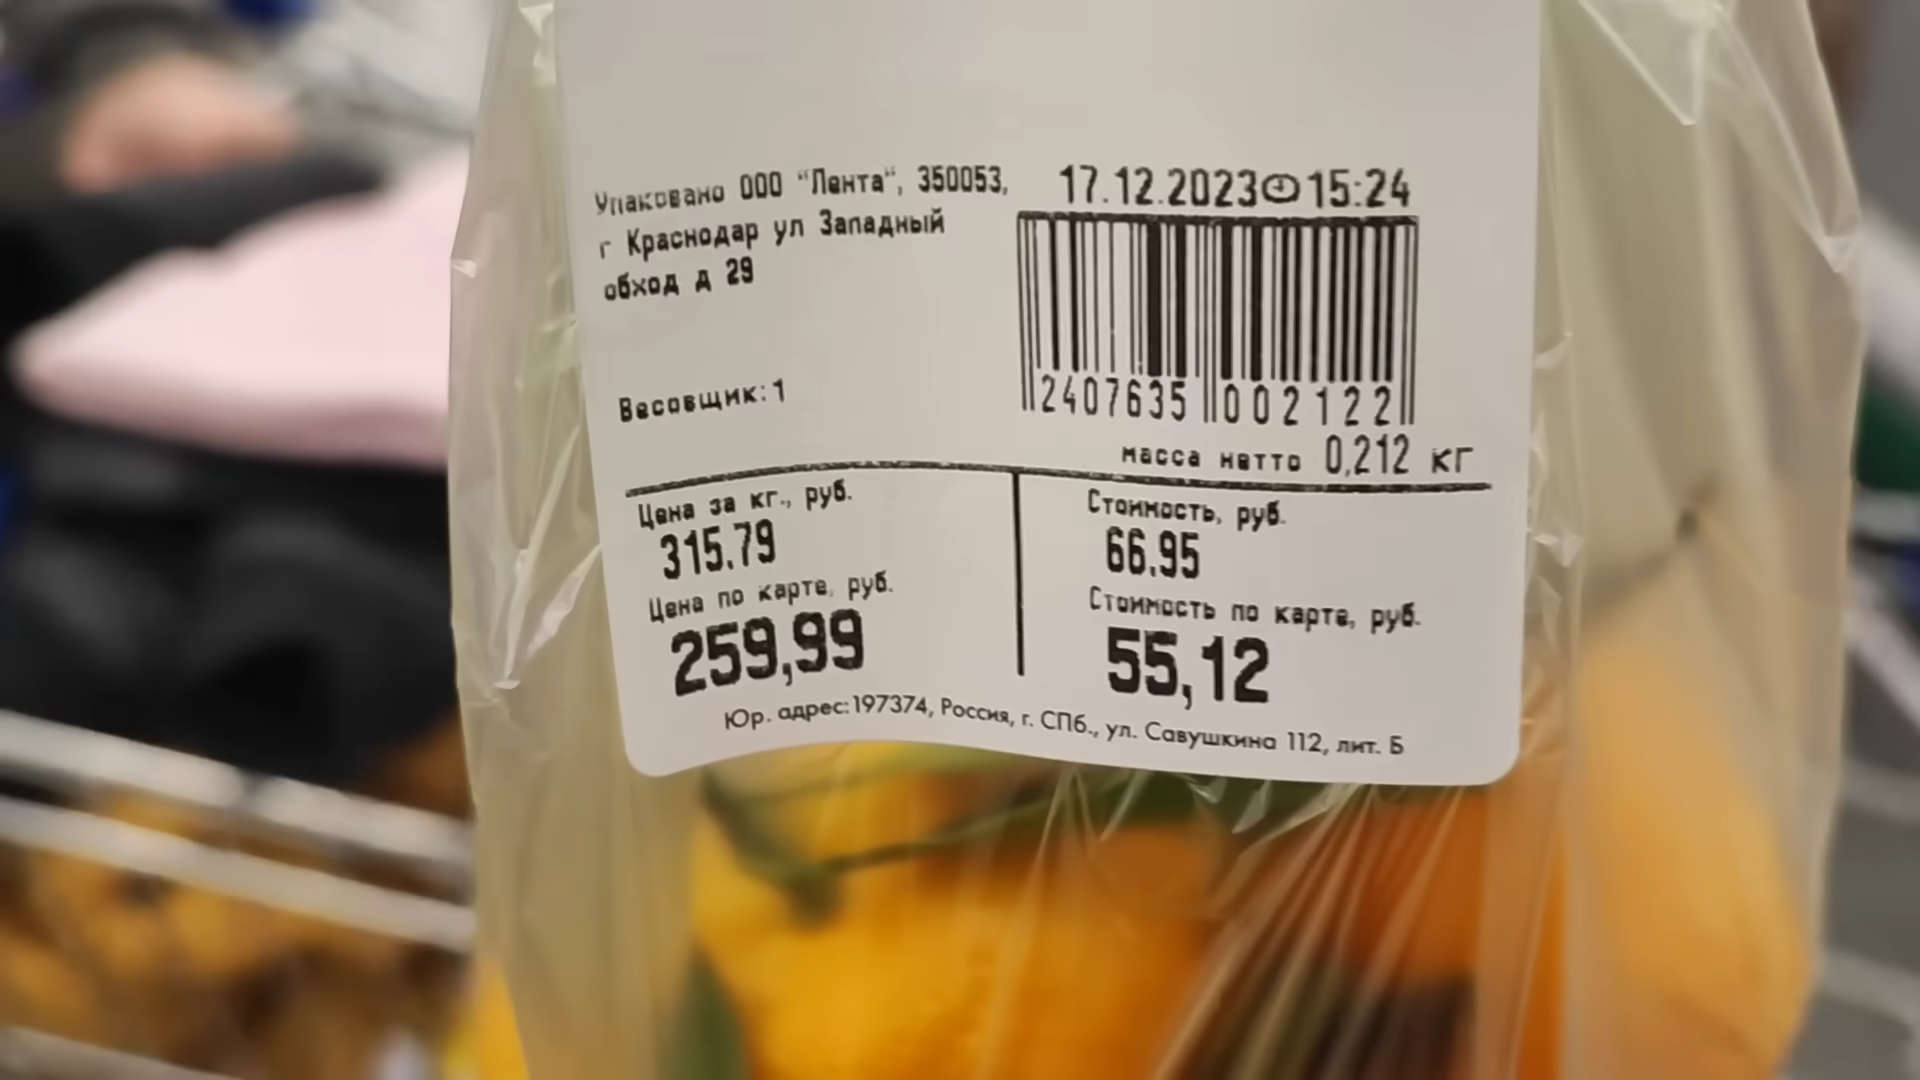 Упаковано ООО "Лента", 350053,
г Краснодар ул Западный
обход д 29
17.12.2023 15:24
2407635 002122
Весовщик:1
масса нетто 0,212 кг
Цена за кг., руб.
315.79
Цена по карте, руб.
259,99
Стоимость, руб.
66.95
Стоимость по карте, руб.
55,12
Юр. адрес:197374, Россия, г. СПб., ул. Савушкина 112, лит. Б